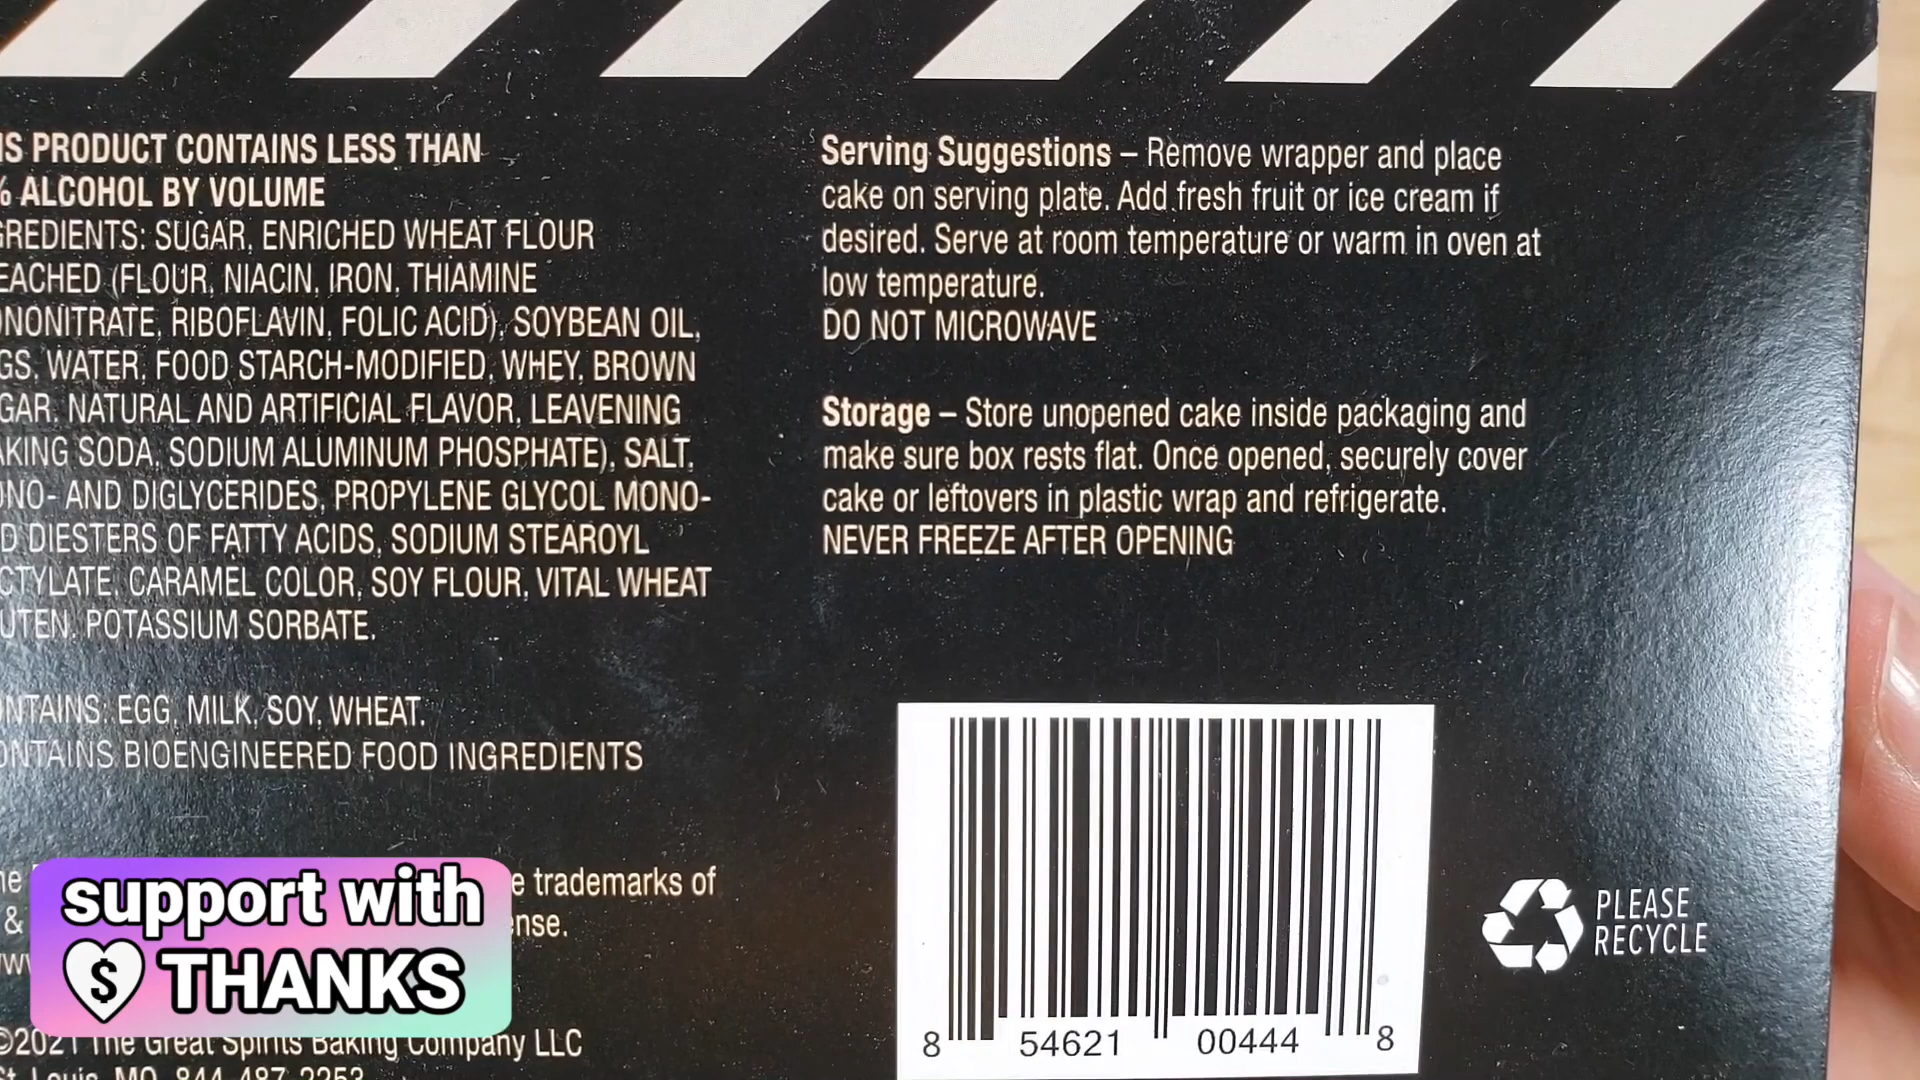 IS PRODUCT CONTAINS LESS THAN
% ALCOHOL BY VOLUME
GREDIENTS: SUGAR, ENRICHED WHEAT FLOUR
EACHED (FLOUR, NIACIN, IRON, THIAMINE
ONONITRATE, RIBOFLAVIN, FOLIC ACID), SOYBEAN OIL,
GS, WATER, FOOD STARCH-MODIFIED, WHEY, BROWN
GAR, NATURAL AND ARTIFICIAL FLAVOR, LEAVENING
AKING SODA, SODIUM ALUMINUM PHOSPHATE), SALT,
ONO- AND DIGLYCERIDES, PROPYLENE GLYCOL MONO-
D DIESTERS OF FATTY ACIDS, SODIUM STEAROYL
CTYLATE, CARAMEL COLOR, SOY FLOUR, VITAL WHEAT
UTEN, POTASSIUM SORBATE.
ONTAINS: EGG, MILK, SOY, WHEAT.
ONTAINS BIOENGINEERED FOOD INGREDIENTS
he
e trademarks of
&
nse.
support with
$ THANKS
©2021 The Great Spirits Baking Company LLC
St. Louis, MO 844-487-2253
Serving Suggestions – Remove wrapper and place
cake on serving plate. Add fresh fruit or ice cream if
desired. Serve at room temperature or warm in oven at
low temperature.
DO NOT MICROWAVE
Storage – Store unopened cake inside packaging and
make sure box rests flat. Once opened, securely cover
cake or leftovers in plastic wrap and refrigerate.
NEVER FREEZE AFTER OPENING
8 54621 00444 8
PLEASE
RECYCLE